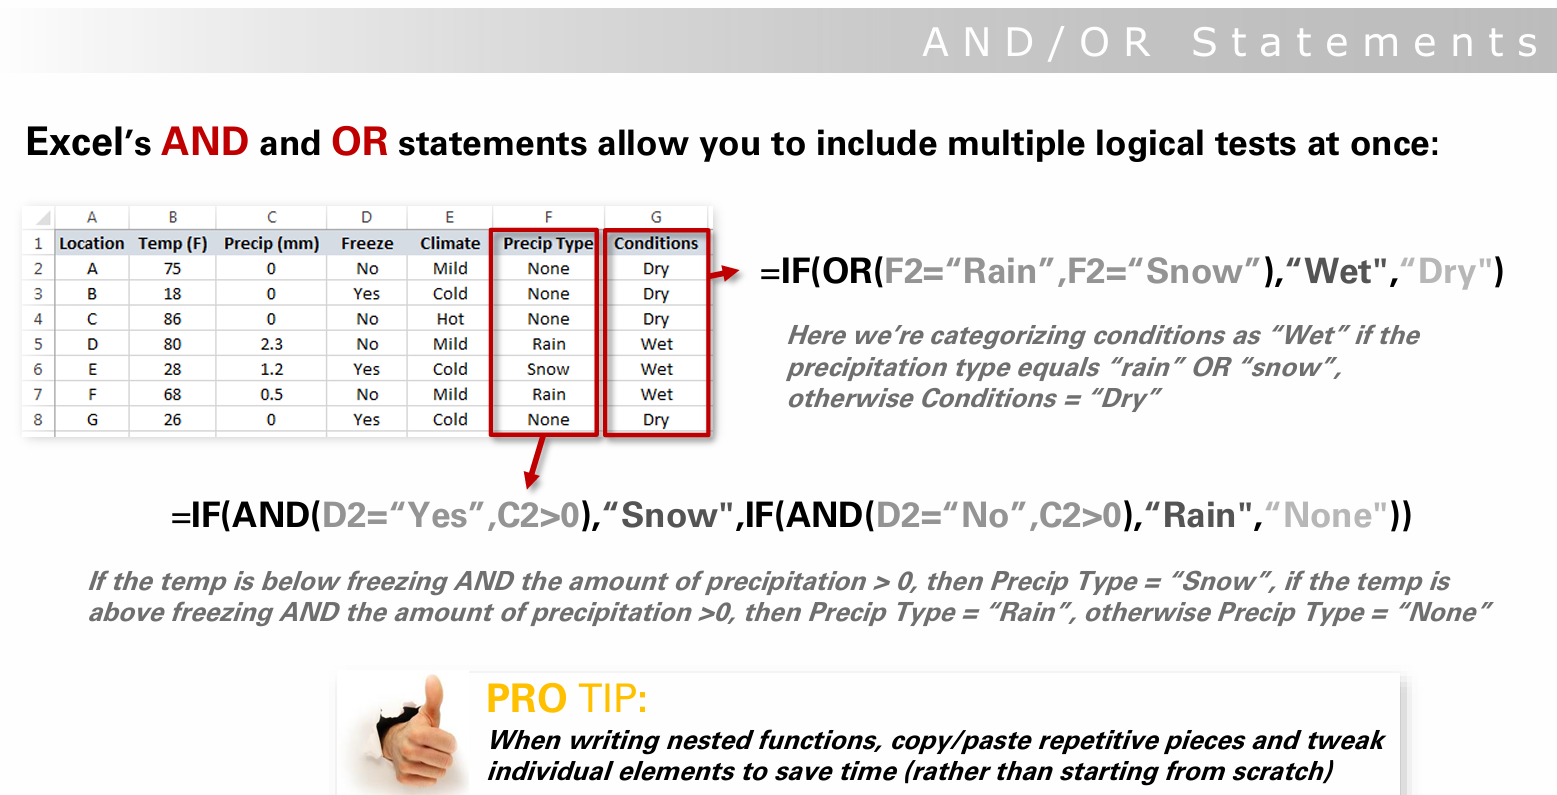 AND/OR Statements
Excel’s AND and OR statements allow you to include multiple logical tests at once:
A B C D E F G
1 Location Temp (F) Precip (mm) Freeze Climate Precip Type Conditions
2 A 75 0 No Mild None Dry
3 B 18 0 Yes Cold None Dry
4 C 86 0 No Hot None Dry
5 D 80 2.3 No Mild Rain Wet
6 E 28 1.2 Yes Cold Snow Wet
7 F 68 0.5 No Mild Rain Wet
8 G 26 0 Yes Cold None Dry
=IF(OR(F2=“Rain”,F2=“Snow”),“Wet",“Dry")
Here we’re categorizing conditions as “Wet” if the
precipitation type equals “rain” OR “snow”,
otherwise Conditions = “Dry”
=IF(AND(D2=“Yes”,C2>0),“Snow",IF(AND(D2=“No”,C2>0),“Rain",“None"))
If the temp is below freezing AND the amount of precipitation > 0, then Precip Type = “Snow”, if the temp is
above freezing AND the amount of precipitation >0, then Precip Type = “Rain”, otherwise Precip Type = “None”
PRO TIP:
When writing nested functions, copy/paste repetitive pieces and tweak
individual elements to save time (rather than starting from scratch)